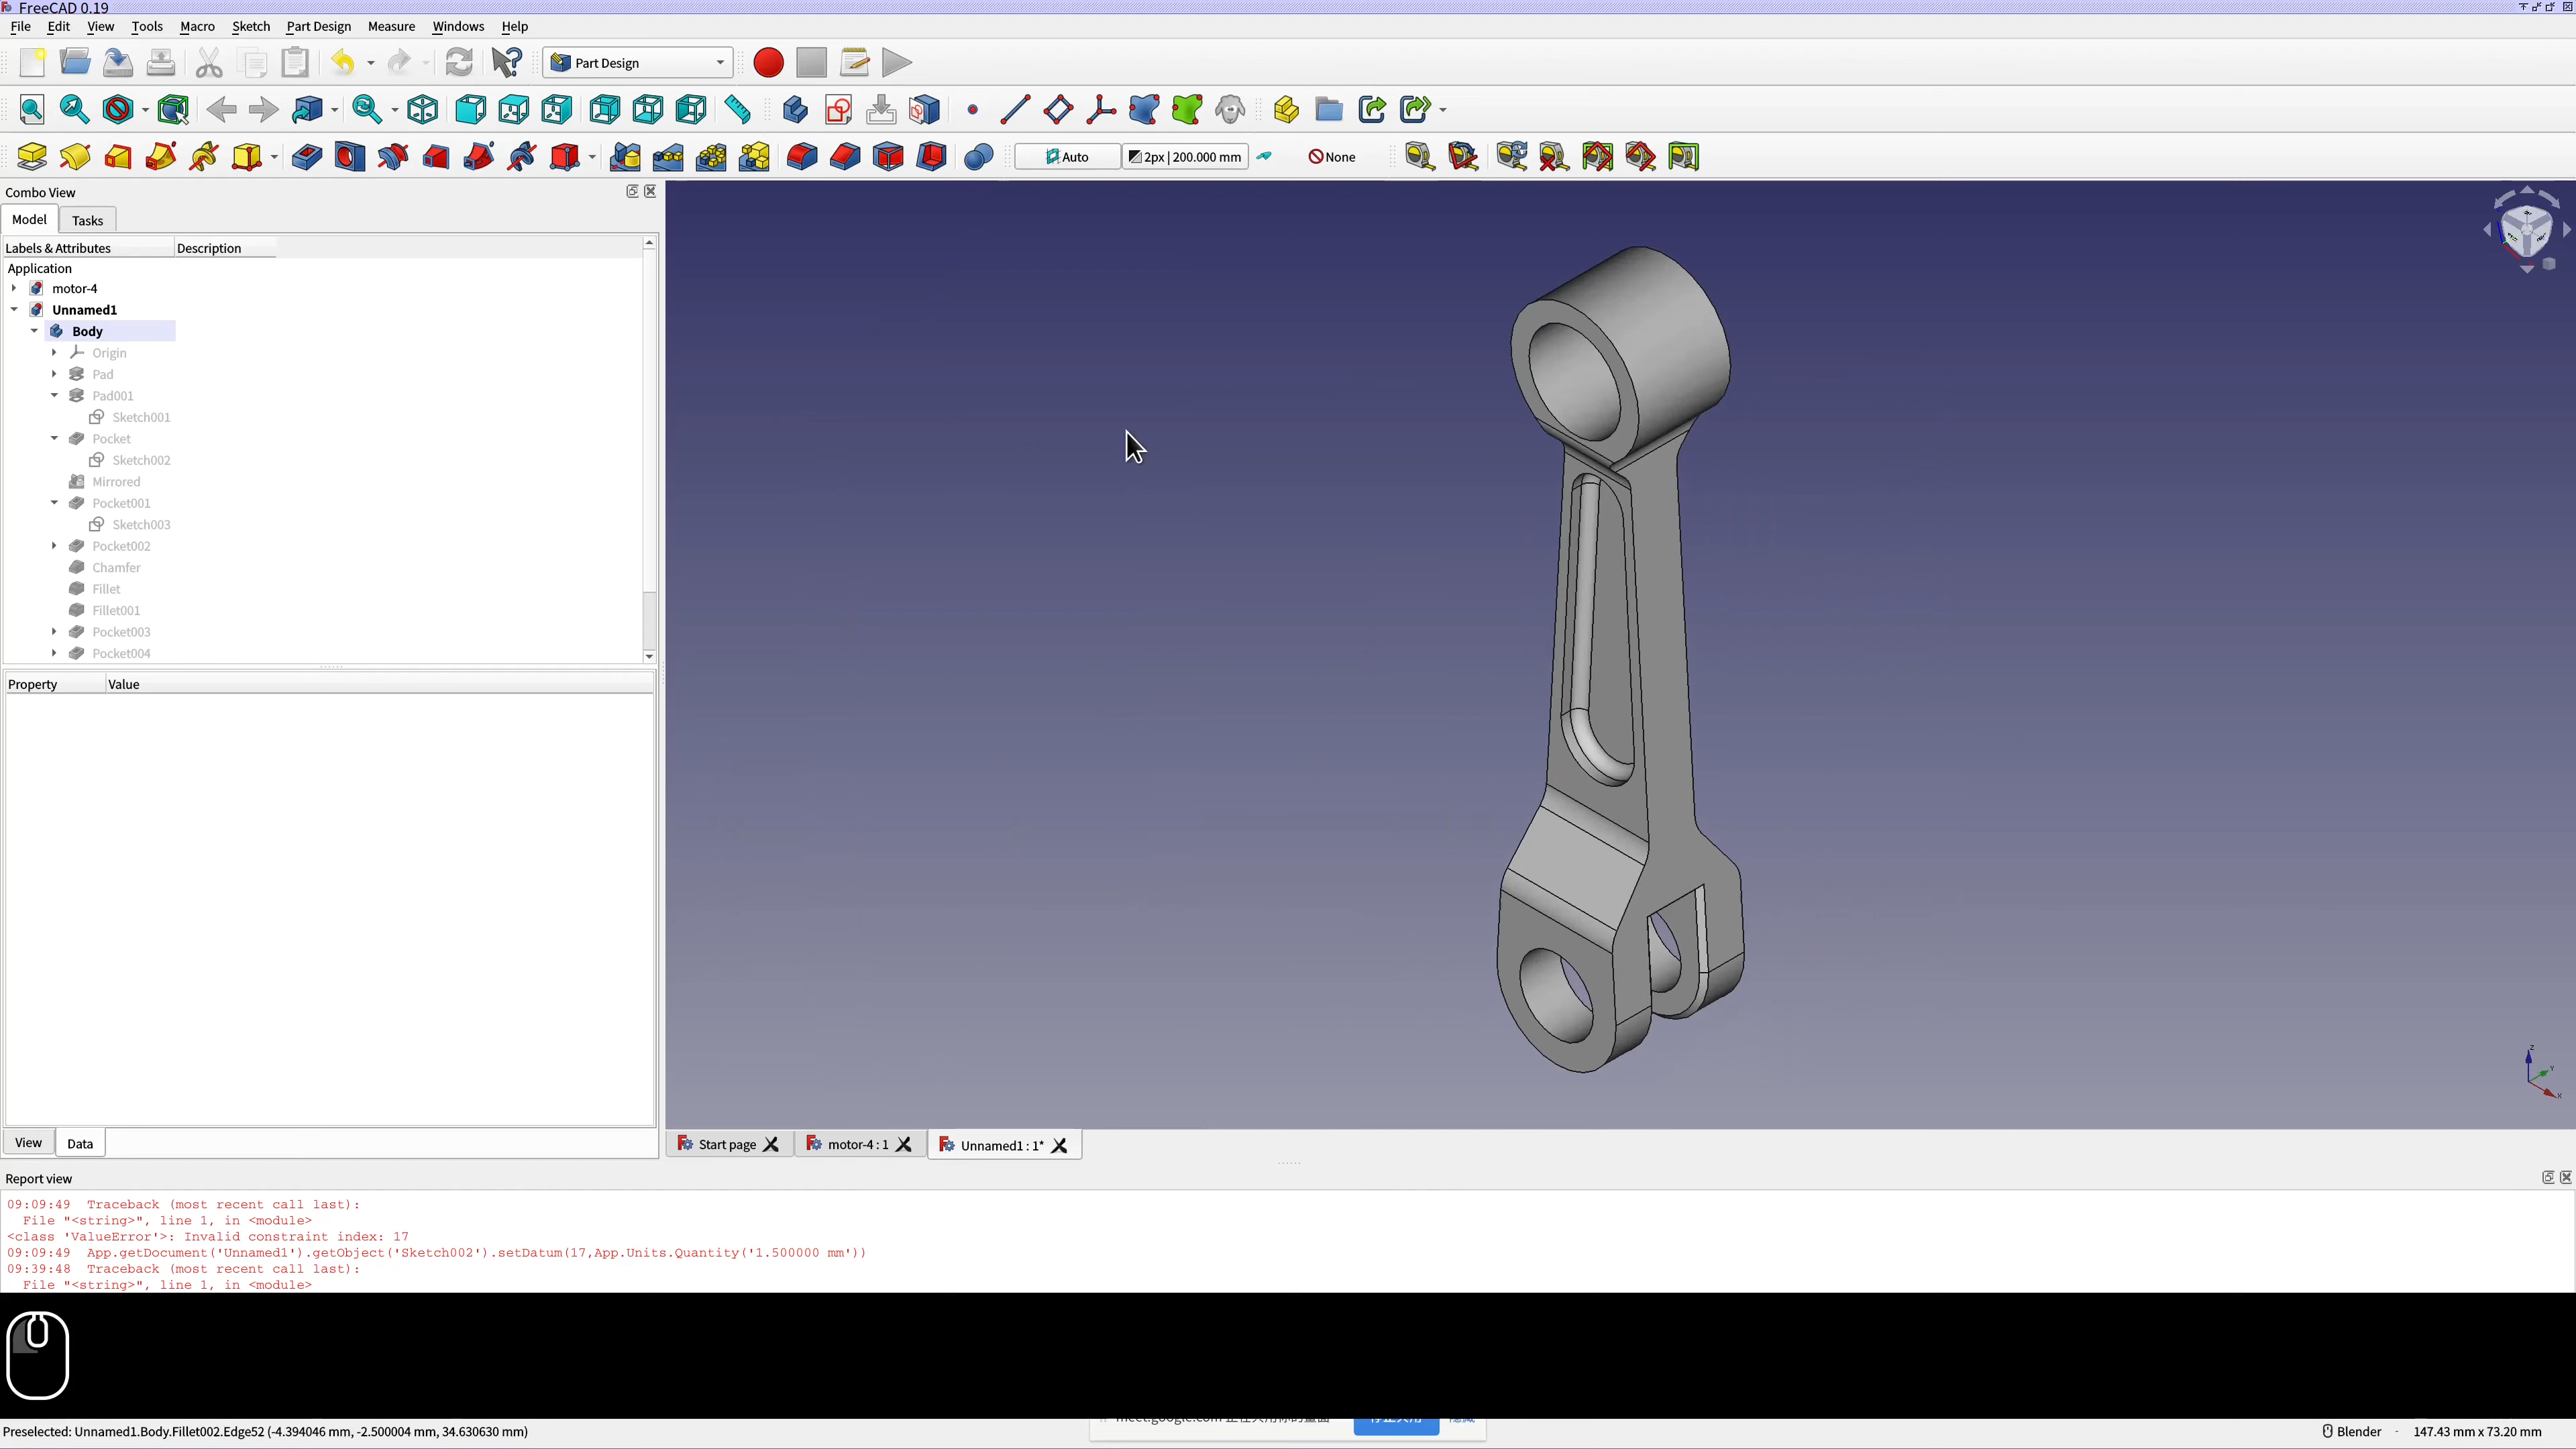 FreeCAD 0.19
File Edit View Tools Macro Sketch Part Design Measure Windows Help
Part Design
Auto 2px | 200.000 mm None
Combo View
Model Tasks
Labels & Attributes Description
Application
motor-4
Unnamed1
Body
Origin
Pad
Pad001
Sketch001
Pocket
Sketch002
Mirrored
Pocket001
Sketch003
Pocket002
Chamfer
Fillet
Fillet001
Pocket003
Pocket004
Property Value
View Data
Start page motor-4 : 1 Unnamed1 : 1*
Report view
09:09:49 Traceback (most recent call last):
File "<string>", line 1, in <module>
<class 'ValueError'>: Invalid constraint index: 17
09:09:49 App.getDocument('Unnamed1').getObject('Sketch002').setDatum(17,App.Units.Quantity('1.500000 mm'))
09:39:48 Traceback (most recent call last):
File "<string>", line 1, in <module>
Preselected: Unnamed1.Body.Fillet002.Edge52 (-4.394046 mm, -2.500004 mm, 34.630630 mm)
Blender - 147.43 mm x 73.20 mm